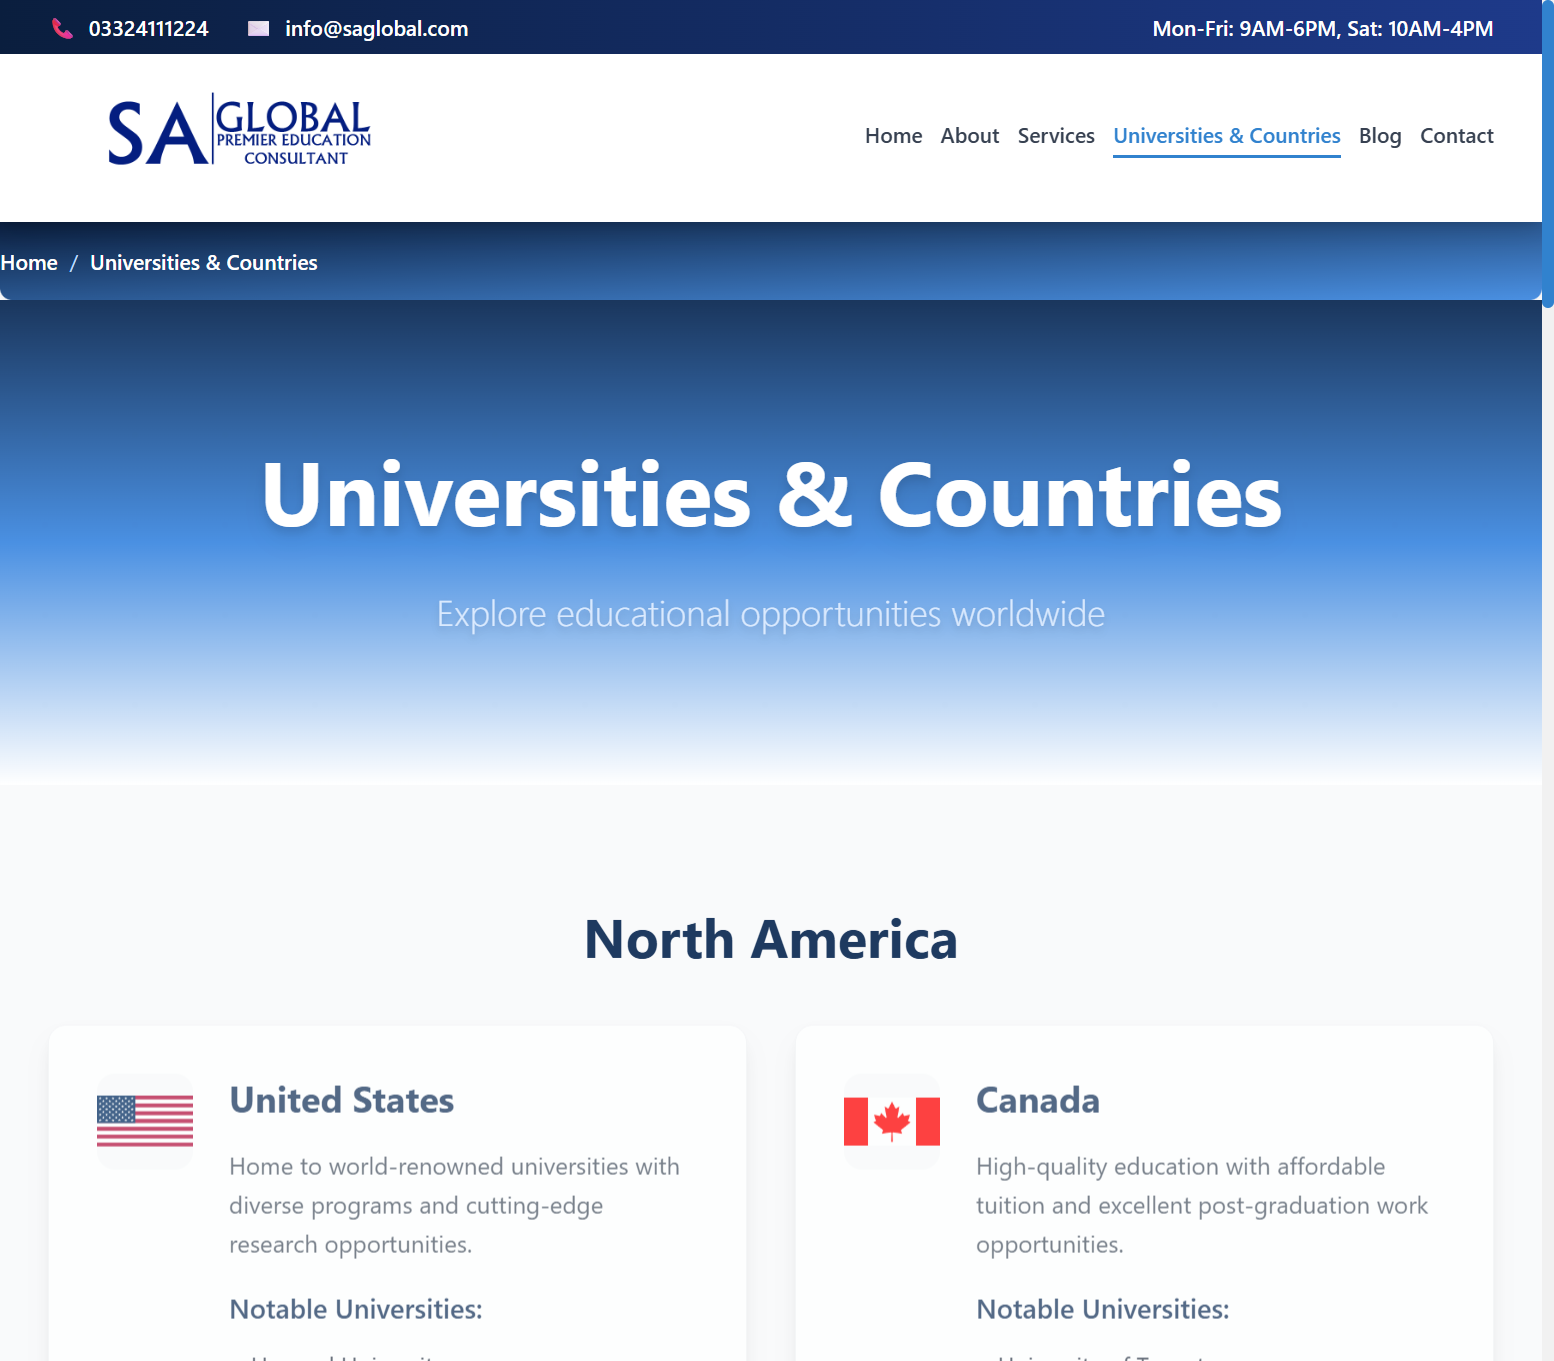 03324111224
info@saglobal.com
Mon-Fri: 9AM-6PM, Sat: 10AM-4PM
SA GLOBAL
PREMIER EDUCATION
CONSULTANT
Home About Services Universities & Countries Blog Contact
Home / Universities & Countries
Universities & Countries
Explore educational opportunities worldwide
North America
United States
Home to world-renowned universities with
diverse programs and cutting-edge
research opportunities.
Notable Universities:
Canada
High-quality education with affordable
tuition and excellent post-graduation work
opportunities.
Notable Universities: